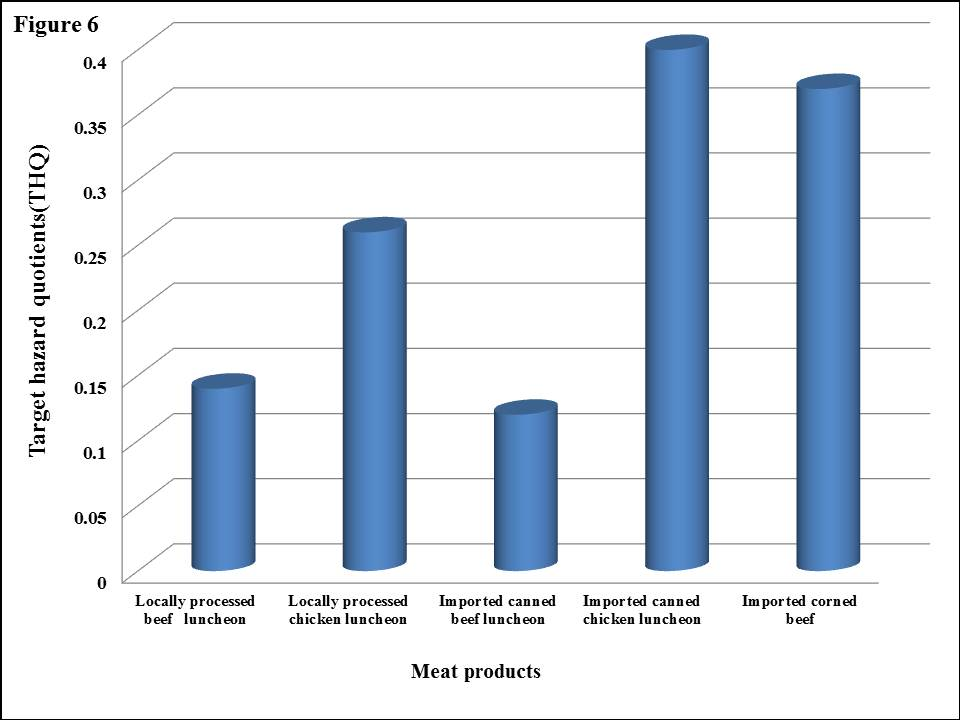 Figure 6
Target hazard quotients(THQ)
0.4
0.35
0.3
0.25
0.2
0.15
0.1
0.05
0
Locally processed
beef luncheon
Locally processed
chicken luncheon
Imported canned
beef luncheon
Imported canned
chicken luncheon
Imported corned
beef
Meat products